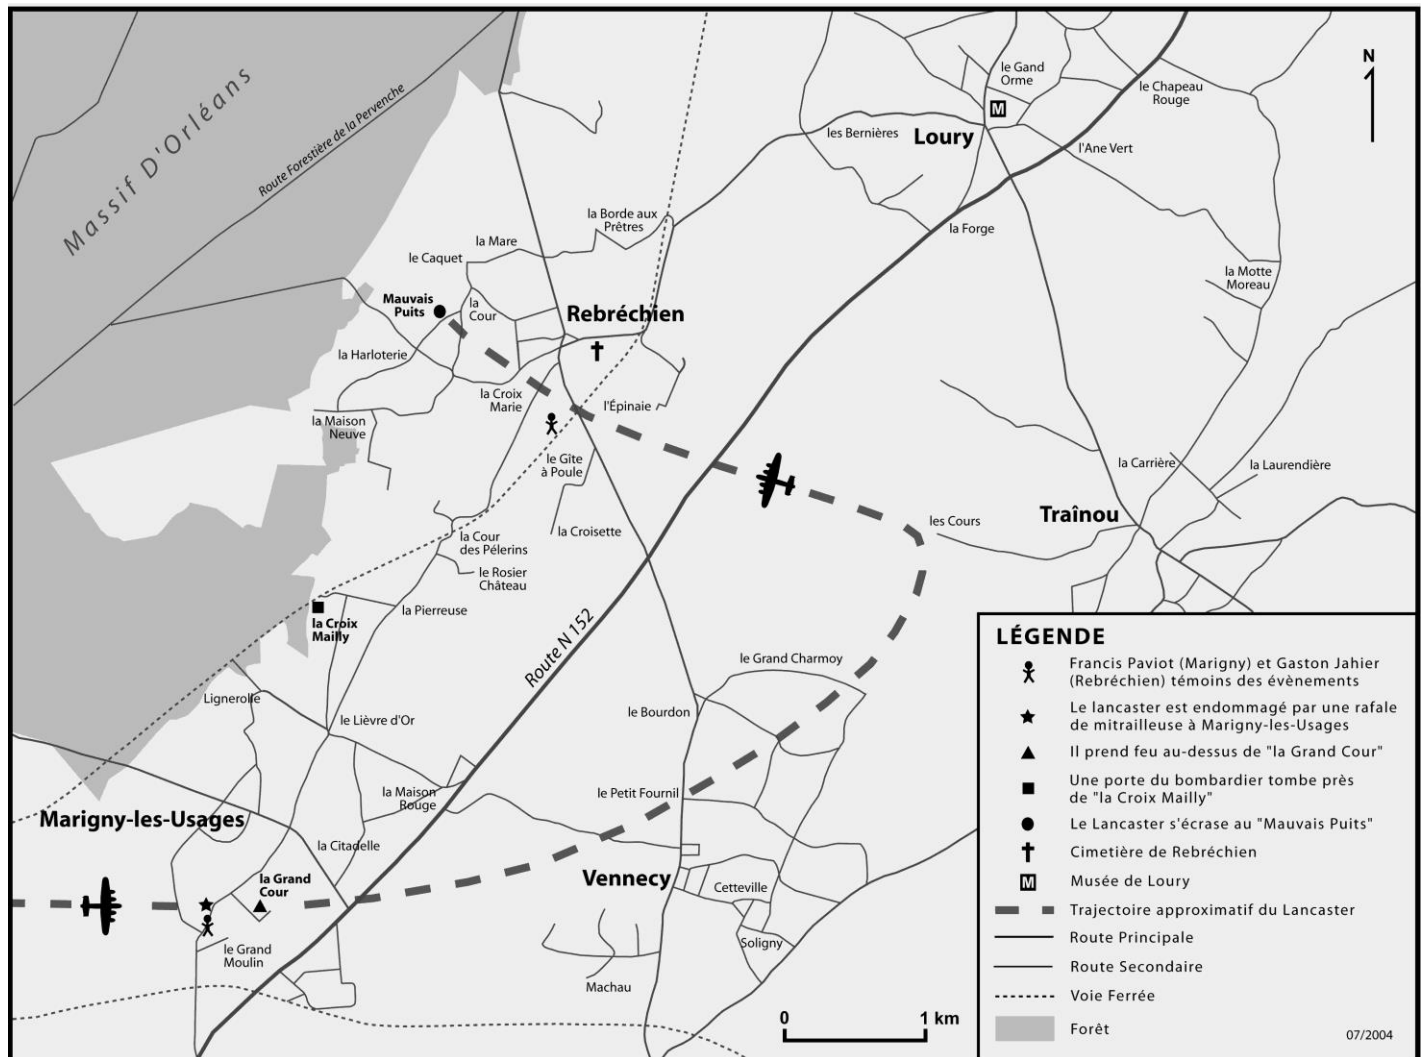 N
le Gand
Orme
le Chapeau
Rouge
M
les Bernières
Loury
l'Ane Vert
Massif D'Orléans
Route Forestière de la Pervenche
la Borde aux
Prêtres
la Forge
la Mare
le Caquet
la Motte
Moreau
Mauvais
Puits
la
Cour
Rebréchien
la Harloterie
la Croix
Marie
l'Épinaie
la Maison
Neuve
le Gîte
à Poule
la Carrière
la Laurendière
Traînou
les Cours
la Croisette
la Cour
des Pélerins
le Rosier
Château
la Pierreuse
la Croix
Mailly
Route N 152
le Grand Charmoy
Lignerolle
le Lièvre d'Or
le Bourdon
la Maison
Rouge
le Petit Fournil
Marigny-les-Usages
la Citadelle
la Grand
Cour
Vennecy
Cetteville
le Grand
Moulin
Soligny
Machau
0
1 km
LÉGENDE
Francis Paviot (Marigny) et Gaston Jahier
(Rebréchien) témoins des évènements
Le lancaster est endommagé par une rafale
de mitrailleuse à Marigny-les-Usages
Il prend feu au-dessus de "la Grand Cour"
Une porte du bombardier tombe près
de "la Croix Mailly"
Le Lancaster s'écrase au "Mauvais Puits"
Cimetière de Rebréchien
M
Musée de Loury
Trajectoire approximatif du Lancaster
Route Principale
Route Secondaire
Voie Ferrée
Forêt
07/2004